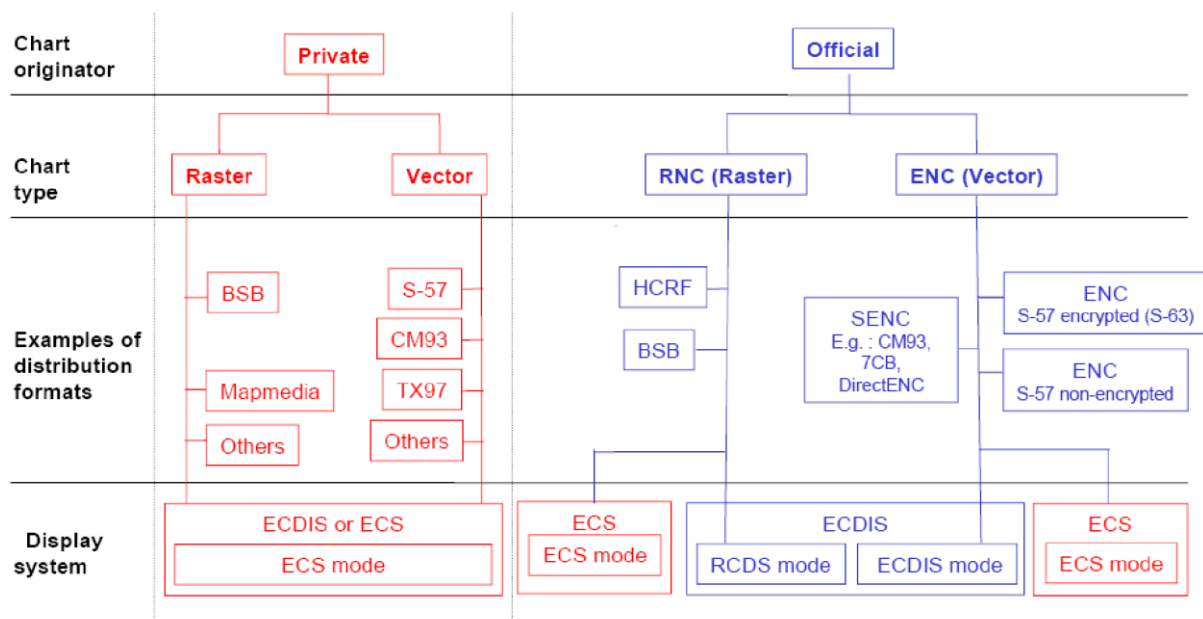 Chart
originator
Private
Official
Chart
type
Raster
Vector
RNC (Raster)
ENC (Vector)
Examples of
distribution
formats
BSB
Mapmedia
Others
S-57
CM93
TX97
Others
HCRF
BSB
SENC
E.g. : CM93,
7CB,
DirectENC
ENC
S-57 encrypted (S-63)
ENC
S-57 non-encrypted
Display
system
ECDIS or ECS
ECS mode
ECS
ECS mode
ECDIS
RCDS mode
ECDIS mode
ECS
ECS mode